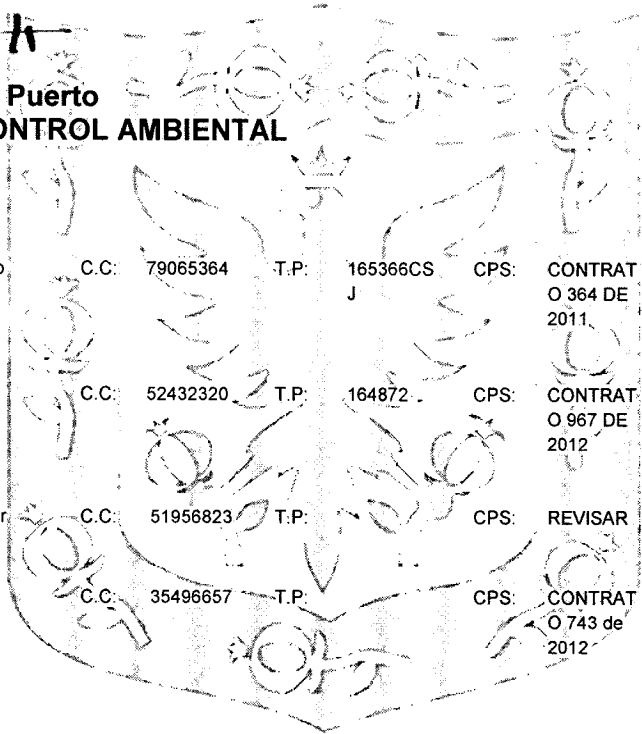 Puerto
ONTROL AMBIENTAL
o C.C: 79065364 T.P: 165366CS CPS: CONTRAT
J O 364 DE
2011
C.C: 52432320 T.P: 164872 CPS: CONTRAT
O 967 DE
2012
r C.C: 51956823 T.P: CPS: REVISAR
C.C: 35496657 T.P: CPS: CONTRAT
O 743 de
2012